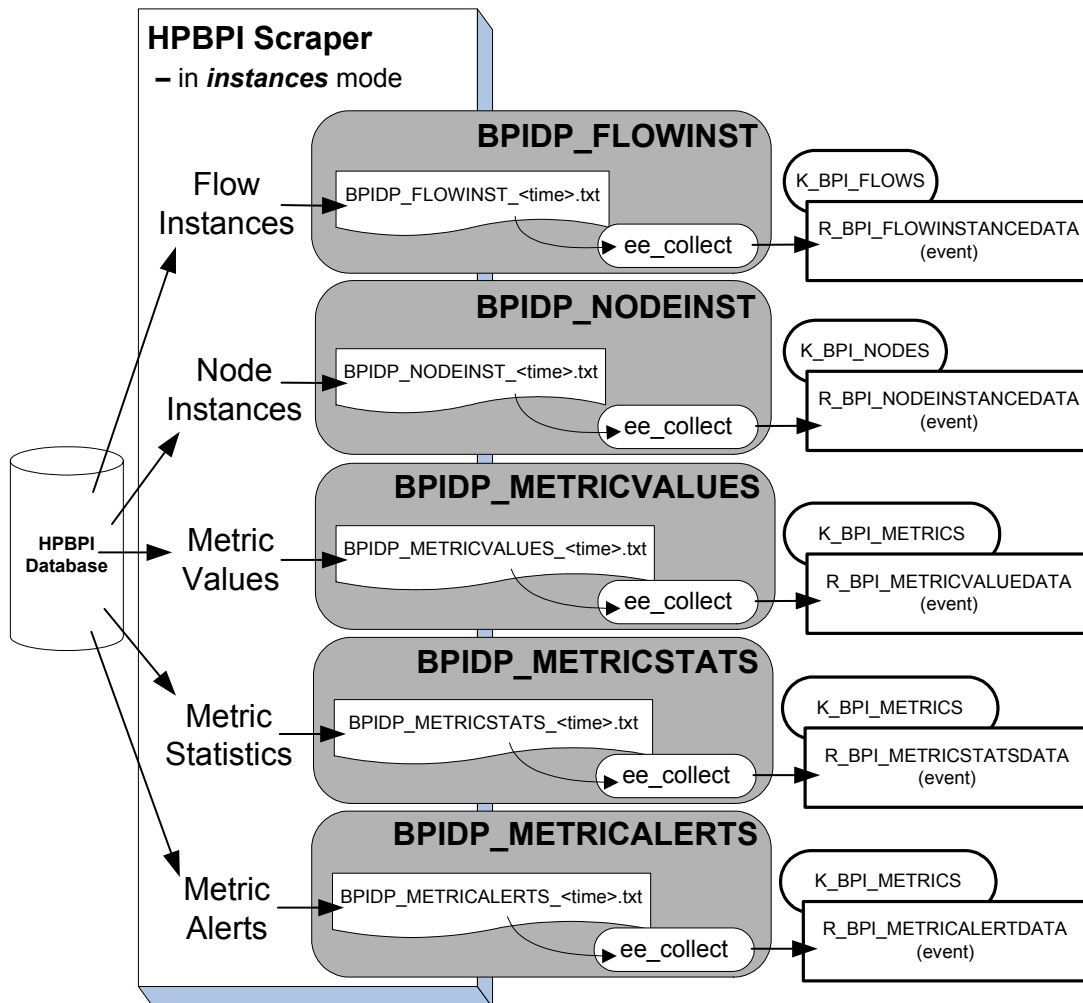 HPBPI Scraper
– in instances mode
HPBPI
Database
Flow
Instances
BPIDP_FLOWINST
BPIDP_FLOWINST_<time>.txt
ee_collect
K_BPI_FLOWS
R_BPI_FLOWINSTANCEDATA
(event)
Node
Instances
BPIDP_NODEINST
BPIDP_NODEINST_<time>.txt
ee_collect
K_BPI_NODES
R_BPI_NODEINSTANCEDATA
(event)
Metric
Values
BPIDP_METRICVALUES
BPIDP_METRICVALUES_<time>.txt
ee_collect
K_BPI_METRICS
R_BPI_METRICVALUEDATA
(event)
Metric
Statistics
BPIDP_METRICSTATS
BPIDP_METRICSTATS_<time>.txt
ee_collect
K_BPI_METRICS
R_BPI_METRICSTATSDATA
(event)
Metric
Alerts
BPIDP_METRICALERTS
BPIDP_METRICALERTS_<time>.txt
ee_collect
K_BPI_METRICS
R_BPI_METRICALERTDATA
(event)